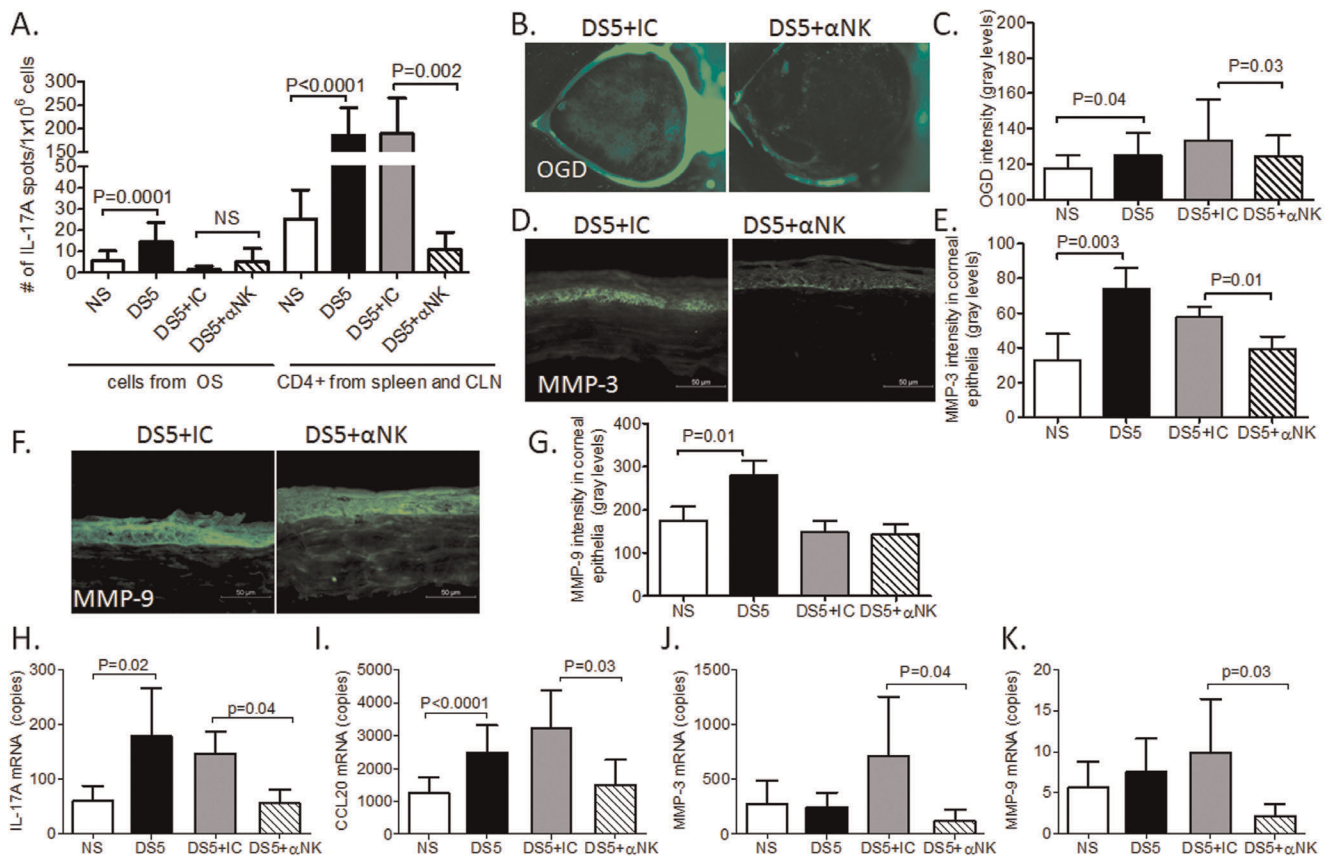 A.
# of IL-17A spots/1x10⁶ cells
300
250
200
150
100
50
40
30
20
10
0
P=0.0001
NS
P<0.0001
P=0.002
NS
DS5
DS5+IC
DS5+αNK
NS
DS5
DS5+IC
DS5+αNK
cells from OS
CD4+ from spleen and CLN
B.
DS5+IC
DS5+αNK
OGD
C.
OGD intensity (gray levels)
200
180
160
140
120
100
P=0.04
P=0.03
NS
DS5
DS5+IC
DS5+αNK
D.
DS5+IC
DS5+αNK
MMP-3
50 µm
50 µm
E.
MMP-3 intensity in corneal
epithelia (gray levels)
100
80
60
40
20
0
P=0.003
P=0.01
NS
DS5
DS5+IC
DS5+αNK
F.
DS5+IC
DS5+αNK
MMP-9
50 µm
50 µm
G.
MMP-9 intensity in corneal
epithelia (gray levels)
400
300
200
100
0
P=0.01
NS
DS5
DS5+IC
DS5+αNK
H.
IL-17A mRNA (copies)
300
200
100
0
P=0.02
p=0.04
NS
DS5
DS5+IC
DS5+αNK
I.
CCL20 mRNA (copies)
5000
4000
3000
2000
1000
0
P<0.0001
P=0.03
NS
DS5
DS5+IC
DS5+αNK
J.
MMP-3 mRNA (copies)
1500
1000
500
0
P=0.04
NS
DS5
DS5+IC
DS5+αNK
K.
MMP-9 mRNA (copies)
20
15
10
5
0
p=0.03
NS
DS5
DS5+IC
DS5+αNK